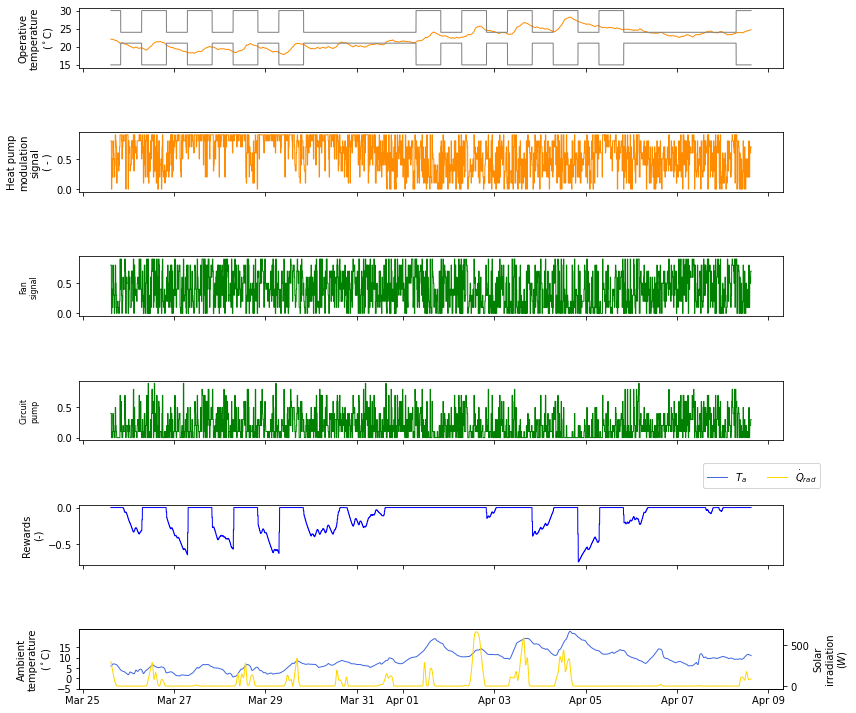 Operative
temperature
(°C)
30
25
20
15
Heat pump
modulation
signal
( - )
0.5
0.0
Fan
signal
0.5
0.0
Circuit
pump
0.5
0.0
T_a
Q̇_rad
Rewards
(-)
0.0
−0.5
Ambient
temperature
(°C)
15
10
5
0
−5
500
0
Solar
irradiation
(W)
Mar 25 Mar 27 Mar 29 Mar 31 Apr 01 Apr 03 Apr 05 Apr 07 Apr 09